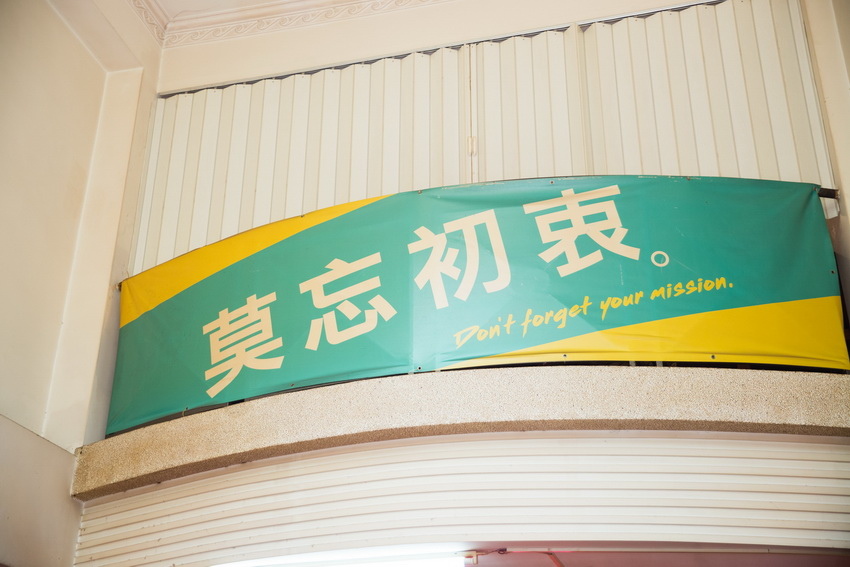 莫忘初衷。
Don't forget your mission.